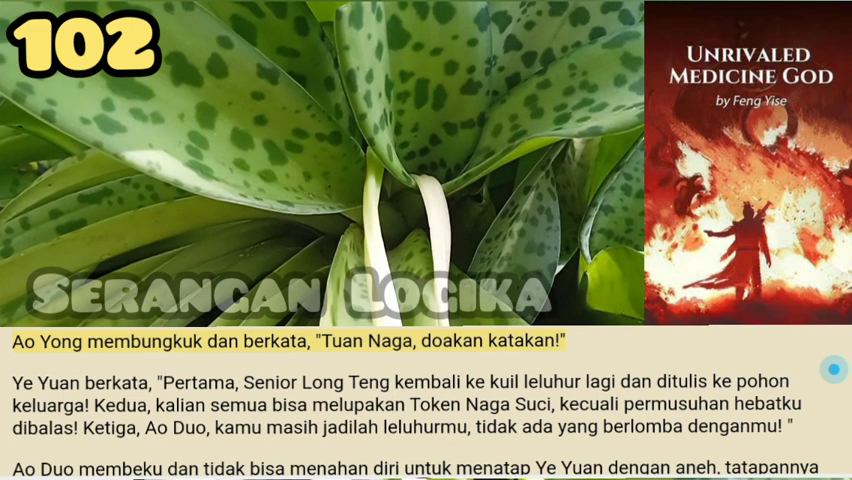 102
UNRIVALED
MEDICINE GOD
by Feng Yise
SERANGAN LOGIKA
Ao Yong membungkuk dan berkata, "Tuan Naga, doakan katakan!"
Ye Yuan berkata, "Pertama, Senior Long Teng kembali ke kuil leluhur lagi dan ditulis ke pohon
keluarga! Kedua, kalian semua bisa melupakan Token Naga Suci, kecuali permusuhan hebatku
dibalas! Ketiga, Ao Duo, kamu masih jadilah leluhurmu, tidak ada yang berlomba denganmu! "
Ao Duo membeku dan tidak bisa menahan diri untuk menatap Ye Yuan dengan aneh, tatapannya